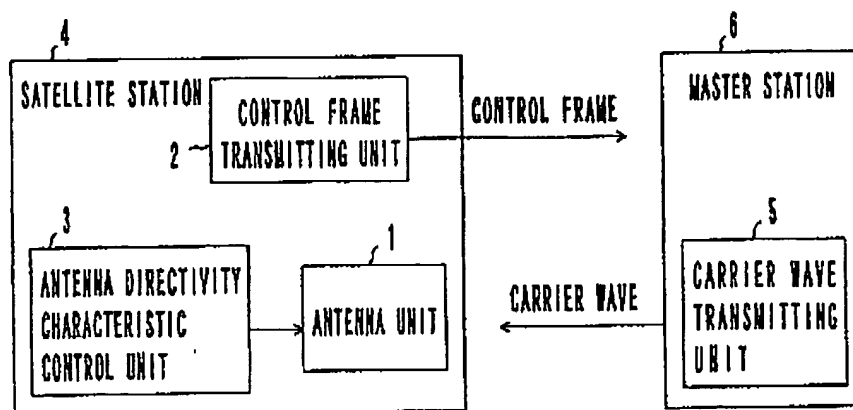 4
6
SATELLITE STATION
MASTER STATION
CONTROL FRAME
TRANSMITTING UNIT
2
CONTROL FRAME
3
ANTENNA DIRECTIVITY
CHARACTERISTIC
CONTROL UNIT
1
ANTENNA UNIT
CARRIER WAVE
5
CARRIER WAVE
TRANSMITTING
UNIT